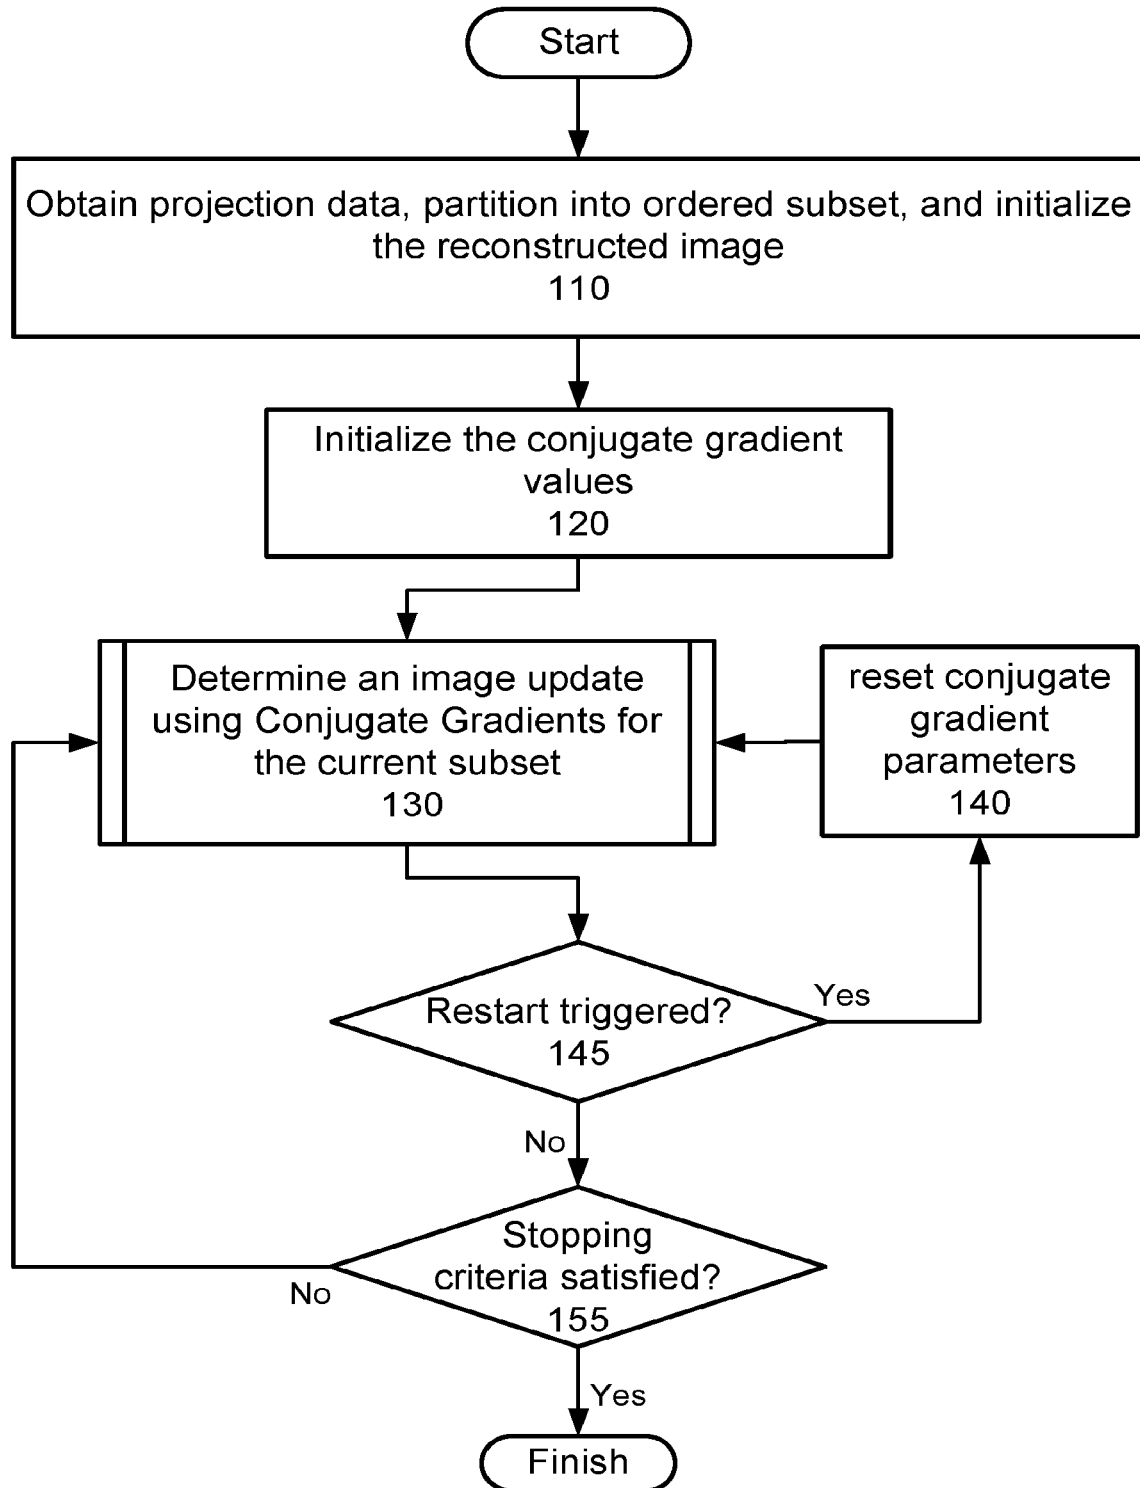 Start
Obtain projection data, partition into ordered subset, and initialize
the reconstructed image
110
Initialize the conjugate gradient
values
120
Determine an image update
using Conjugate Gradients for
the current subset
130
reset conjugate
gradient
parameters
140
Restart triggered?
145
Yes
No
Stopping
criteria satisfied?
155
No
Yes
Finish